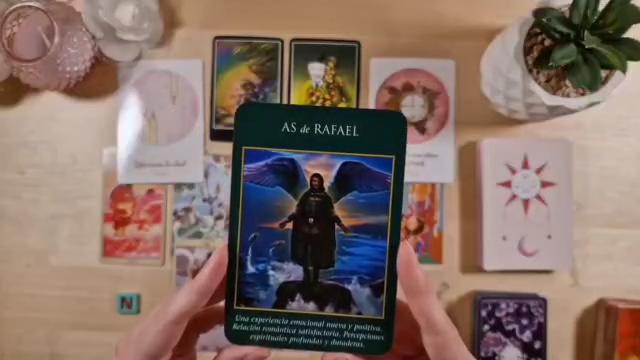 AS de RAFAEL
Una experiencia emocional nueva y positiva.
Relación romántica satisfactoria. Percepciones
espirituales profundas y duraderas.
N